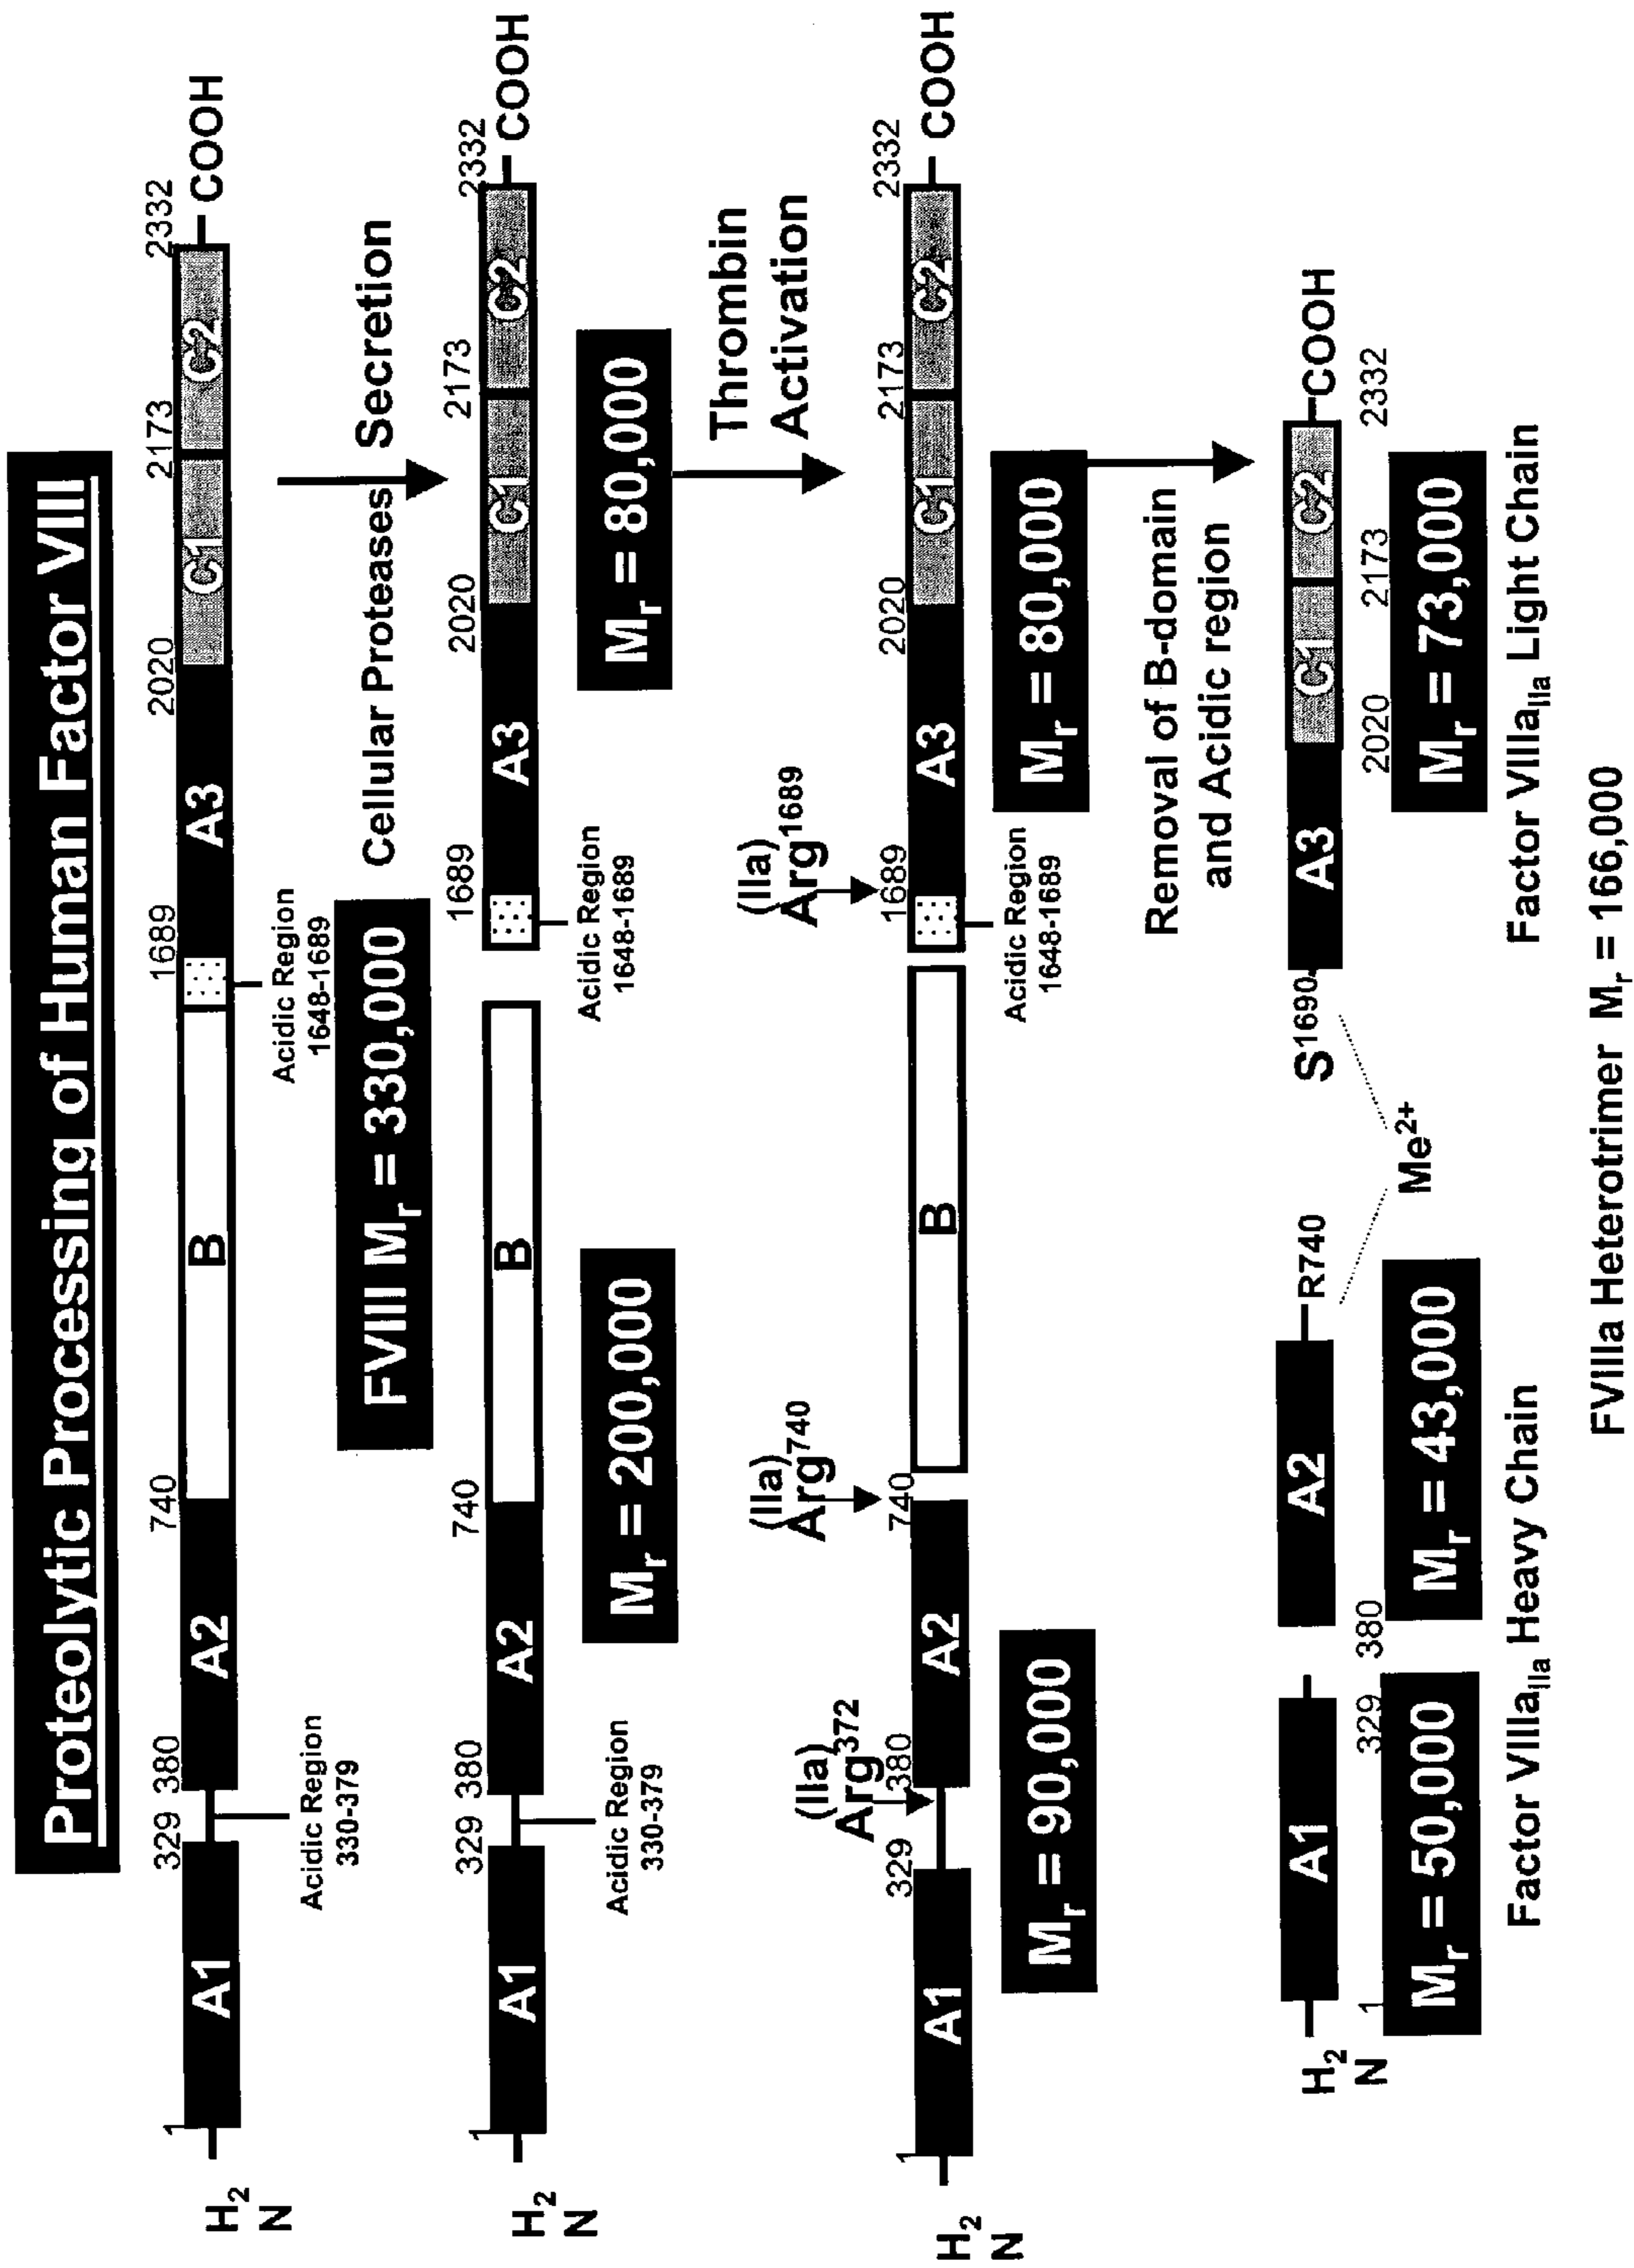 Proteolytic Processing of Human Factor VIII
1 329 380 740 1689 2020 2173 2332
H2
N
A1 A2 B A3 C1 C2 COOH
Acidic Region
330-379
Acidic Region
1648-1689
FVIII Mr = 330,000
Cellular Proteases Secretion
1 329 380 740 1689 2020 2173 2332
H2
N
A1 A2 B A3 C1 C2 COOH
Acidic Region
330-379
Acidic Region
1648-1689
Mr = 200,000
Mr = 80,000
Thrombin
Activation
(IIa)
Arg372
(IIa)
Arg740
(IIa)
Arg1689
1 329 380 740 1689 2020 2173 2332
H2
N
A1 A2 B A3 C1 C2 COOH
Acidic Region
1648-1689
Mr = 90,000
Mr = 80,000
Removal of B-domain
and Acidic region
H2
N
A1 A2 R740 S1690 A3 C1 C2 COOH
Me2+
1 329 380 2020 2173 2332
Mr = 50,000
Mr = 43,000
Mr = 73,000
Factor VIIIaIIa Heavy Chain
Factor VIIIaIIa Light Chain
FVIIIa Heterotrimer Mr = 166,000